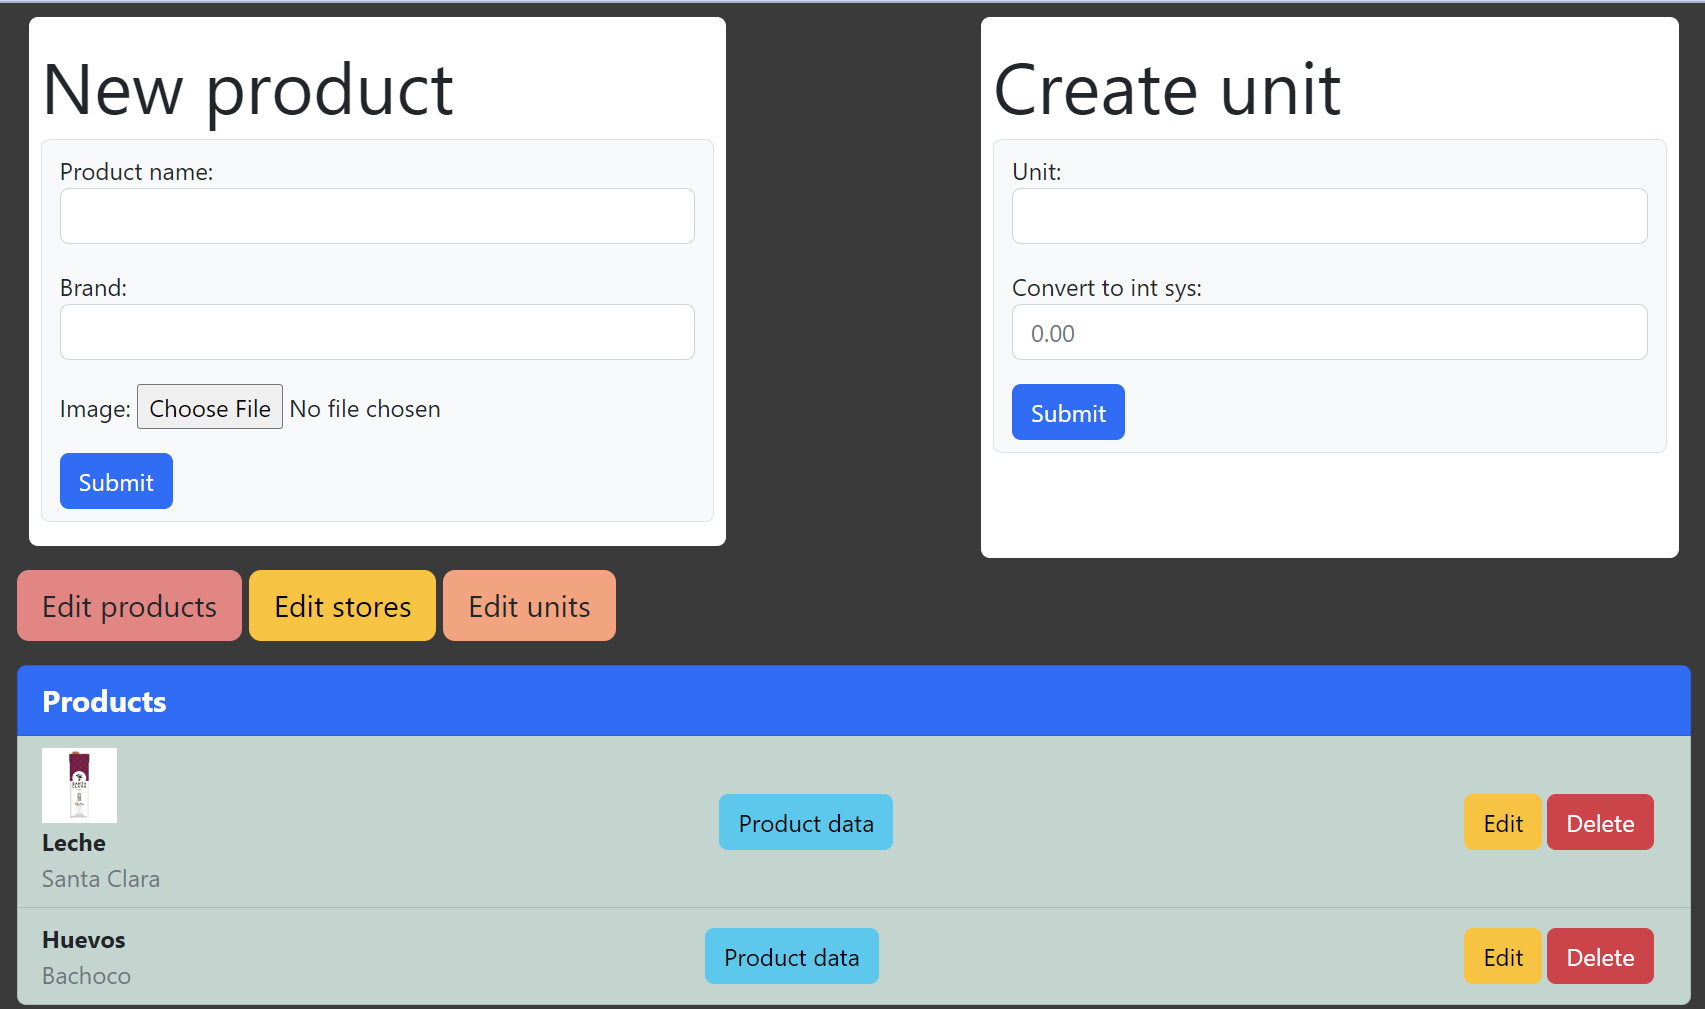 New product
Product name:
Brand:
Image: Choose File No file chosen
Submit
Create unit
Unit:
Convert to int sys:
0.00
Submit
Edit products
Edit stores
Edit units
Products
SANTA
CLARA
Leche
Santa Clara
Product data
Edit
Delete
Huevos
Bachoco
Product data
Edit
Delete